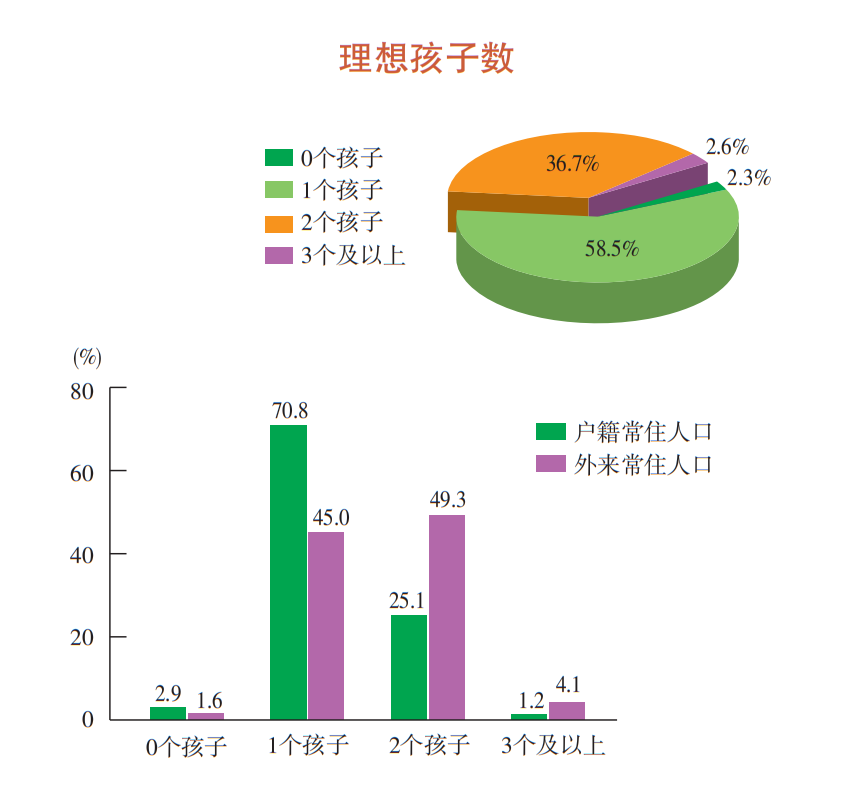 理想孩子数
0个孩子
1个孩子
2个孩子
3个及以上
36.7%
2.6%
2.3%
58.5%
(%)
80
60
40
20
0
户籍常住人口
外来常住人口
2.9
1.6
70.8
45.0
25.1
49.3
1.2
4.1
0个孩子
1个孩子
2个孩子
3个及以上